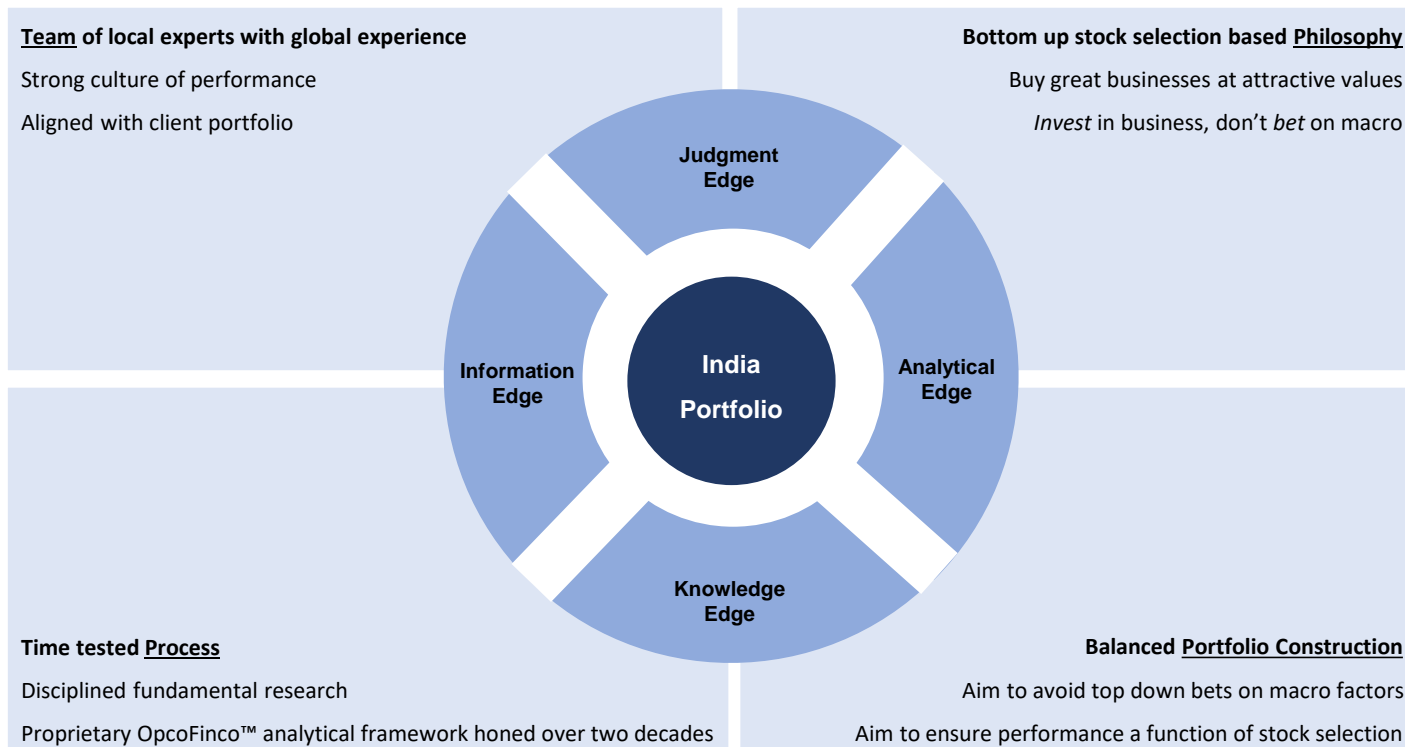 Team of local experts with global experience
Strong culture of performance
Aligned with client portfolio
Bottom up stock selection based Philosophy
Buy great businesses at attractive values
Invest in business, don’t bet on macro
Judgment
Edge
Information
Edge
India
Portfolio
Analytical
Edge
Knowledge
Edge
Time tested Process
Disciplined fundamental research
Proprietary OpcoFinco™ analytical framework honed over two decades
Balanced Portfolio Construction
Aim to avoid top down bets on macro factors
Aim to ensure performance a function of stock selection